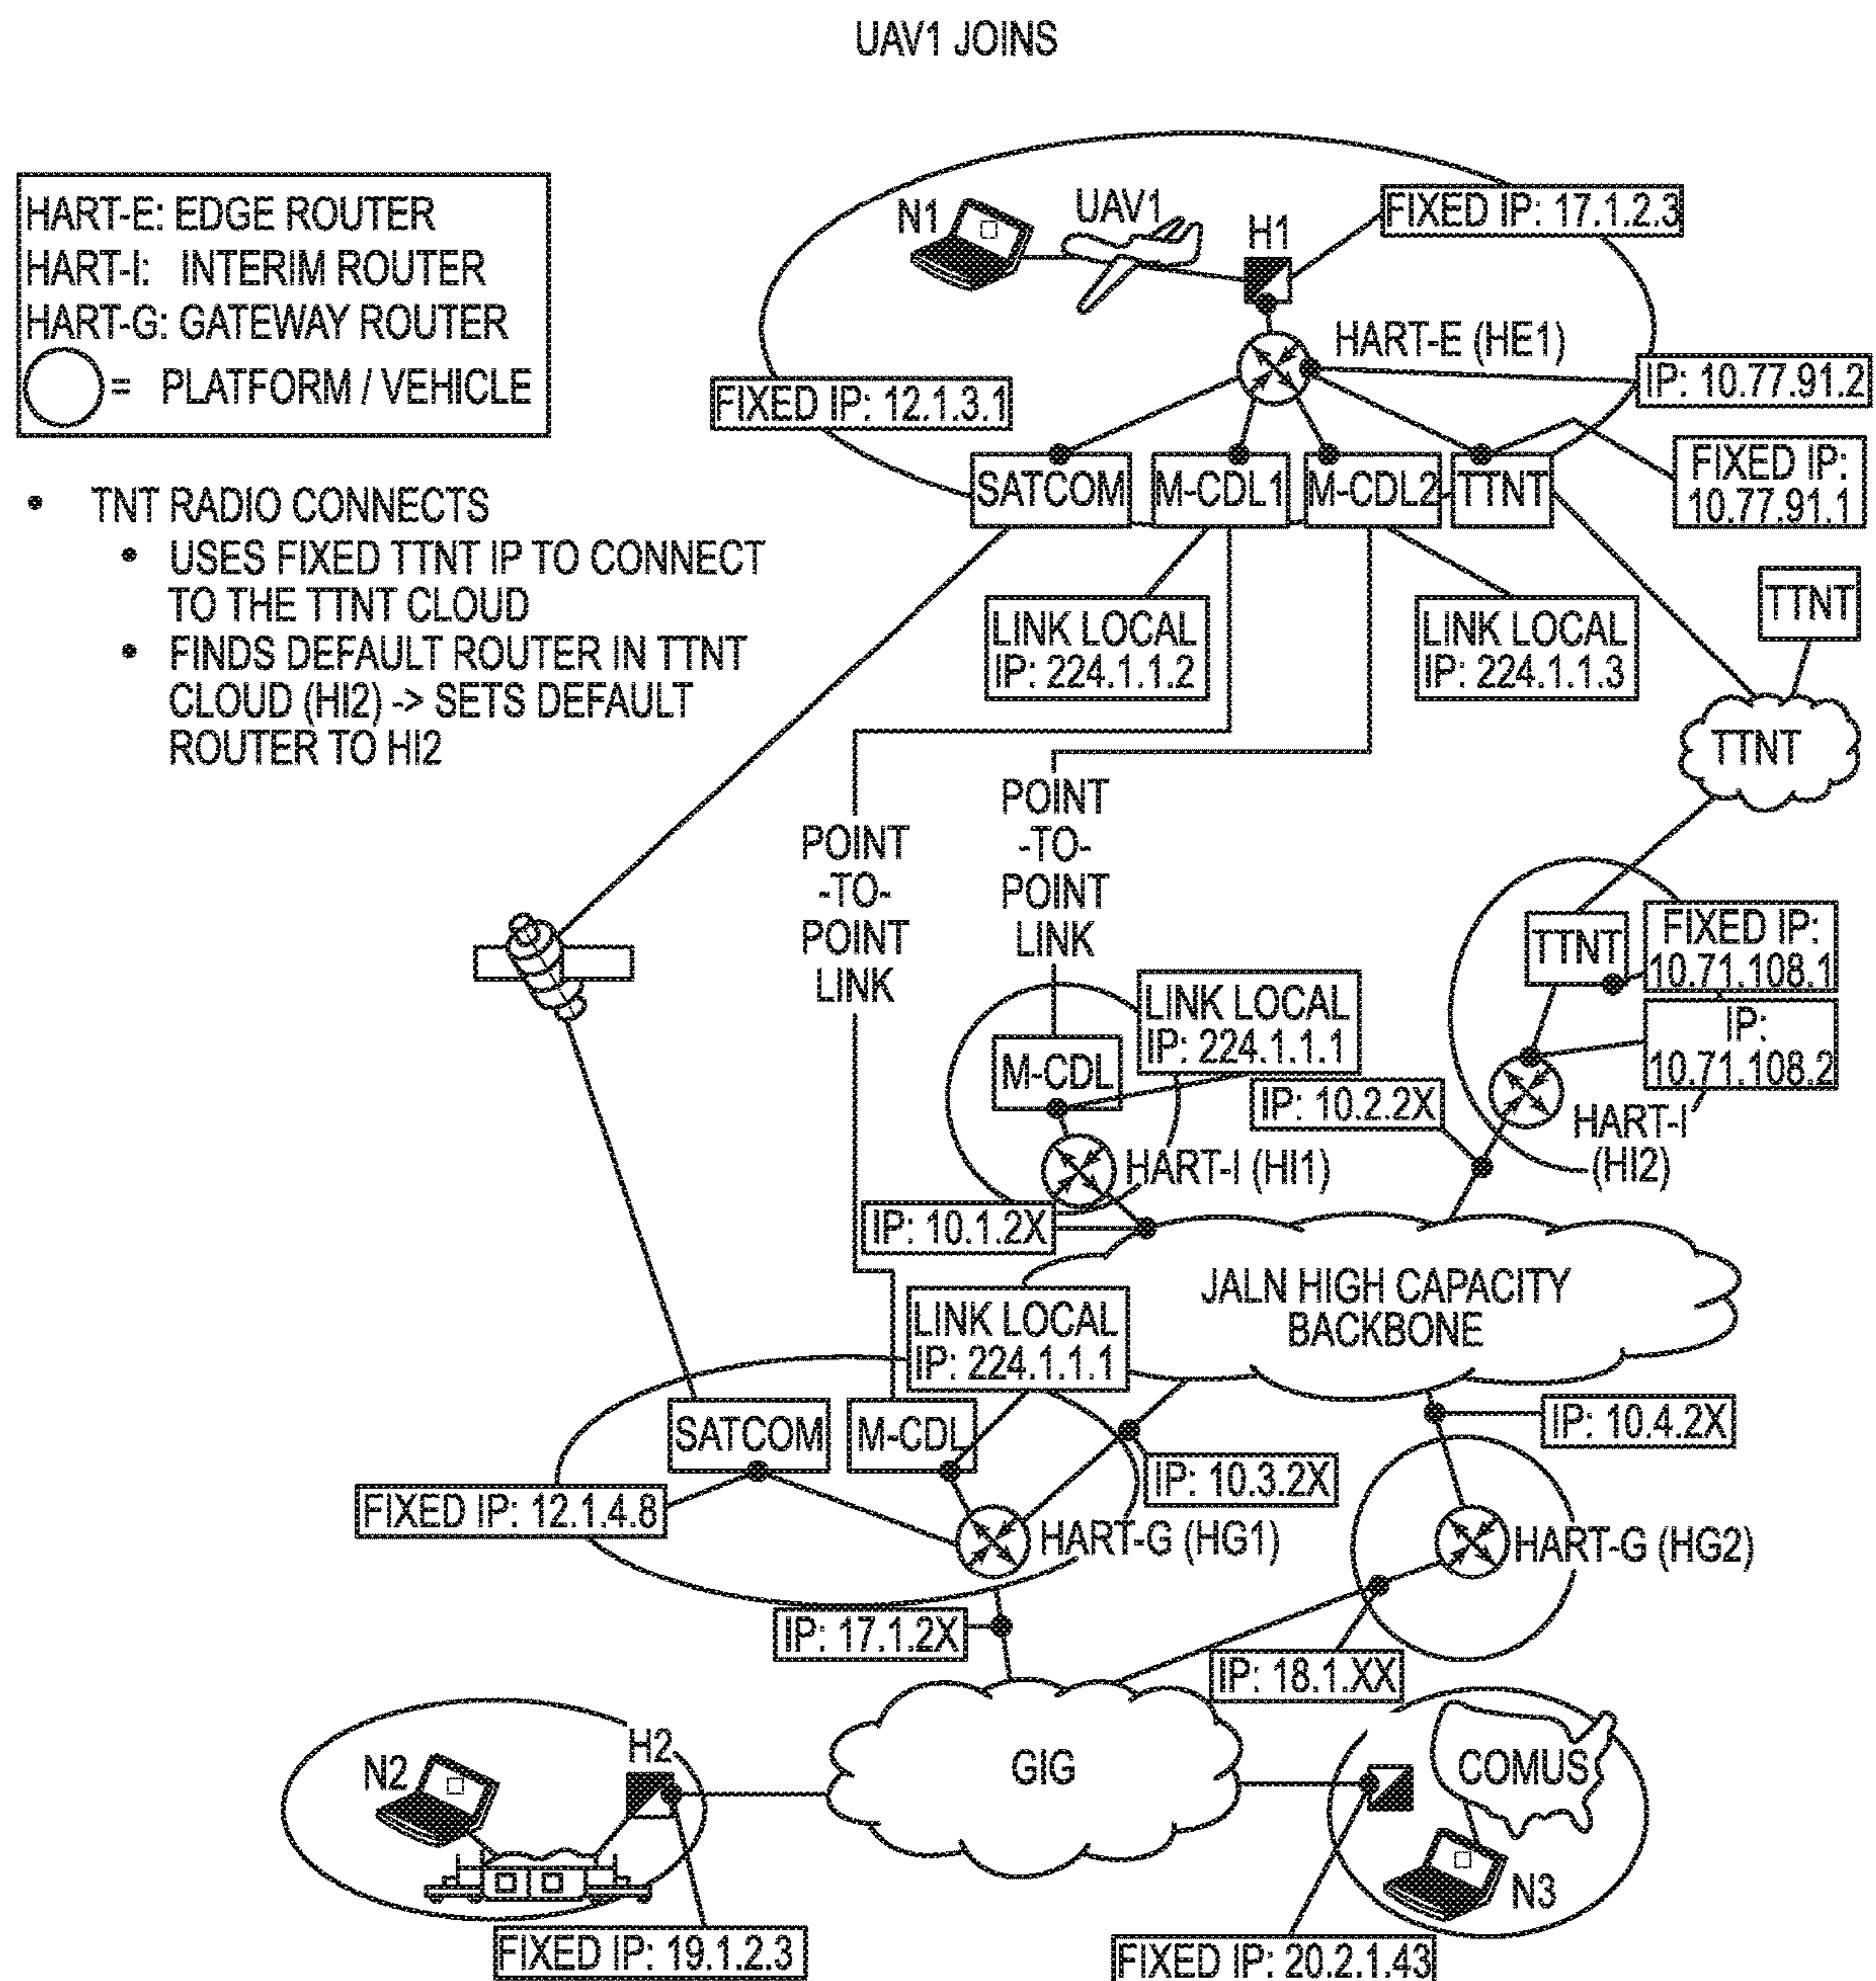 UAV1 JOINS
HART-E: EDGE ROUTER
HART-I: INTERIM ROUTER
HART-G: GATEWAY ROUTER
= PLATFORM / VEHICLE
• TNT RADIO CONNECTS
• USES FIXED TTNT IP TO CONNECT
TO THE TTNT CLOUD
• FINDS DEFAULT ROUTER IN TTNT
CLOUD (HI2) -> SETS DEFAULT
ROUTER TO HI2
N1
UAV1
H1
FIXED IP: 17.1.2.3
HART-E (HE1)
IP: 10.77.91.2
FIXED IP: 12.1.3.1
FIXED IP:
10.77.91.1
SATCOM
M-CDL1
M-CDL2
TTNT
LINK LOCAL
IP: 224.1.1.2
LINK LOCAL
IP: 224.1.1.3
TTNT
TTNT
POINT
-TO-
POINT
LINK
POINT
-TO-
POINT
LINK
TTNT
FIXED IP:
10.71.108.1
IP:
10.71.108.2
LINK LOCAL
IP: 224.1.1.1
M-CDL
IP: 10.2.2X
HART-I
(HI2)
HART-I (HI1)
IP: 10.1.2X
JALN HIGH CAPACITY
BACKBONE
LINK LOCAL
IP: 224.1.1.1
SATCOM
M-CDL
IP: 10.4.2X
IP: 10.3.2X
FIXED IP: 12.1.4.8
HART-G (HG1)
HART-G (HG2)
IP: 17.1.2X
IP: 18.1.XX
N2
H2
GIG
COMUS
N3
FIXED IP: 19.1.2.3
FIXED IP: 20.2.1.43